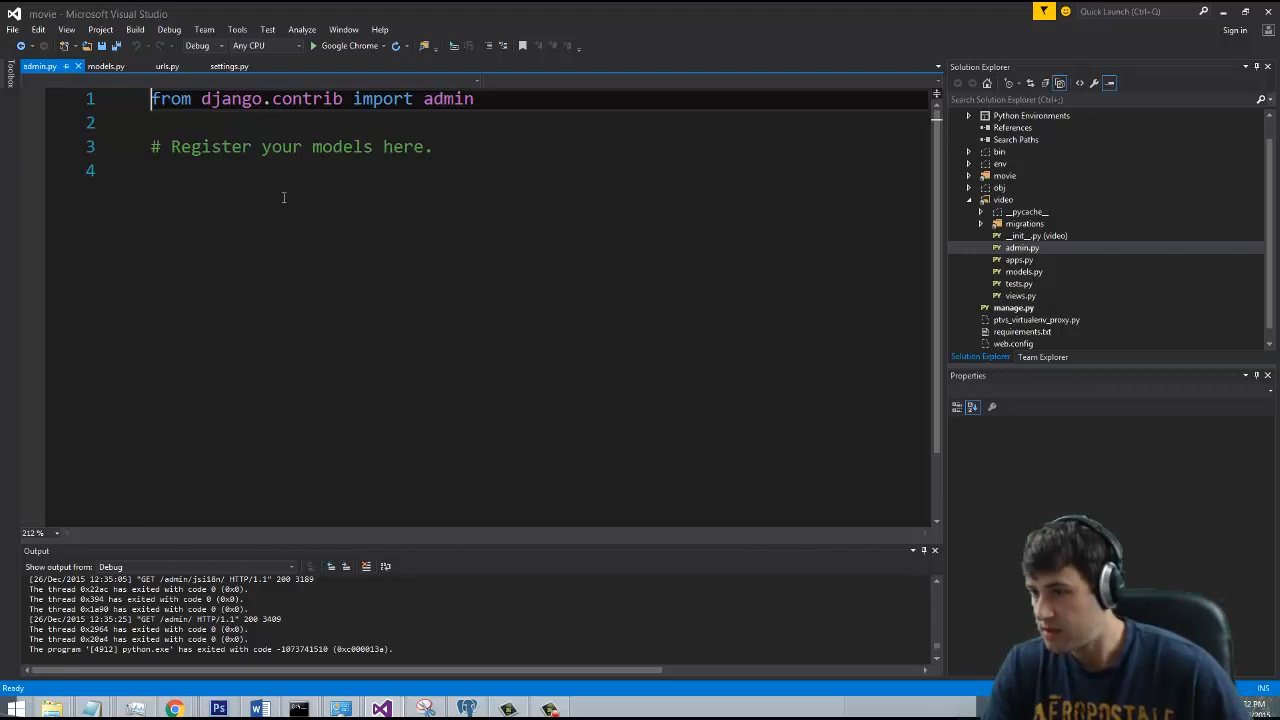 movie - Microsoft Visual Studio
Quick Launch (Ctrl+Q)
File Edit View Project Build Debug Team Tools Test Analyze Window Help
Sign in
Debug Any CPU Google Chrome
Toolbox
admin.py models.py urls.py settings.py
1 from django.contrib import admin
2
3 # Register your models here.
4
212 %
Solution Explorer
Search Solution Explorer (Ctrl+;)
Python Environments
References
Search Paths
bin
env
movie
obj
video
__pycache__
migrations
__init__.py (video)
admin.py
apps.py
models.py
tests.py
views.py
manage.py
ptvs_virtualenv_proxy.py
requirements.txt
web.config
Solution Explorer Team Explorer
Properties
Output
Show output from: Debug
[26/Dec/2015 12:35:05] "GET /admin/jsi18n/ HTTP/1.1" 200 3189
The thread 0x22ac has exited with code 0 (0x0).
The thread 0x394 has exited with code 0 (0x0).
The thread 0x1a90 has exited with code 0 (0x0).
[26/Dec/2015 12:35:25] "GET /admin/ HTTP/1.1" 200 3409
The thread 0x2964 has exited with code 0 (0x0).
The thread 0x20a4 has exited with code 0 (0x0).
The program '[4912] python.exe' has exited with code -1073741510 (0xc000013a).
Ready
INS
AÉROPOSTALE